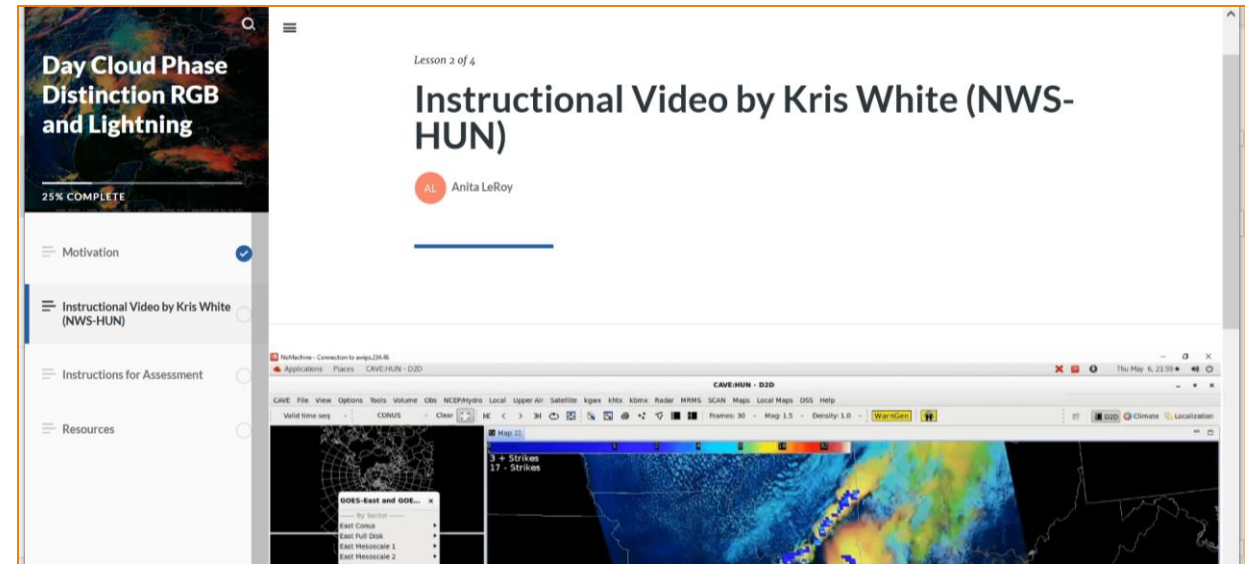 Day Cloud Phase
Distinction RGB
and Lightning
25% COMPLETE
Motivation
Instructional Video by Kris White
(NWS-HUN)
Instructions for Assessment
Resources
Lesson 2 of 4
Instructional Video by Kris White (NWS-
HUN)
AL Anita LeRoy
NoMachine - Connection to awips.234.46
Applications Places CAVE:HUN - D2D Thu May 6, 21:59
CAVE:HUN - D2D
CAVE File View Options Tools Volume Obs NCEP/Hydro Local Upper Air Satellite kgwx khtx kbmx Radar MRMS SCAN Maps Local Maps DSS Help
Valid time seq CONUS Clear Frames: 30 Mag: 1.5 Density: 1.0 WarnGen D2D Climate Localization
Map
3 + Strikes
17 - Strikes
GOES-East and GOE... x
By Sector
East Conus
East Full Disk
East Mesoscale 1
East Mesoscale 2